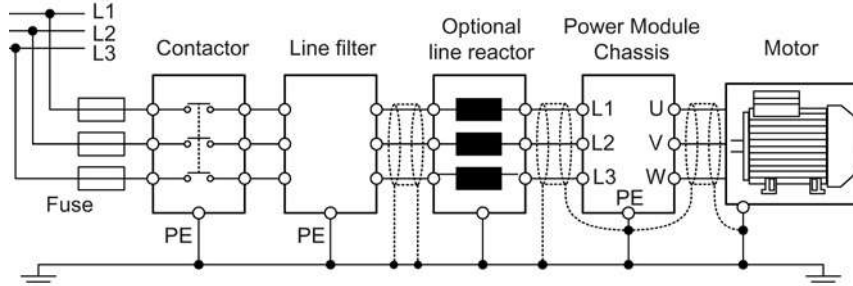 L1
L2
L3
Contactor
Line filter
Optional
line reactor
Power Module
Chassis
Motor
L1
U
L2
V
L3
W
Fuse
PE
PE
PE